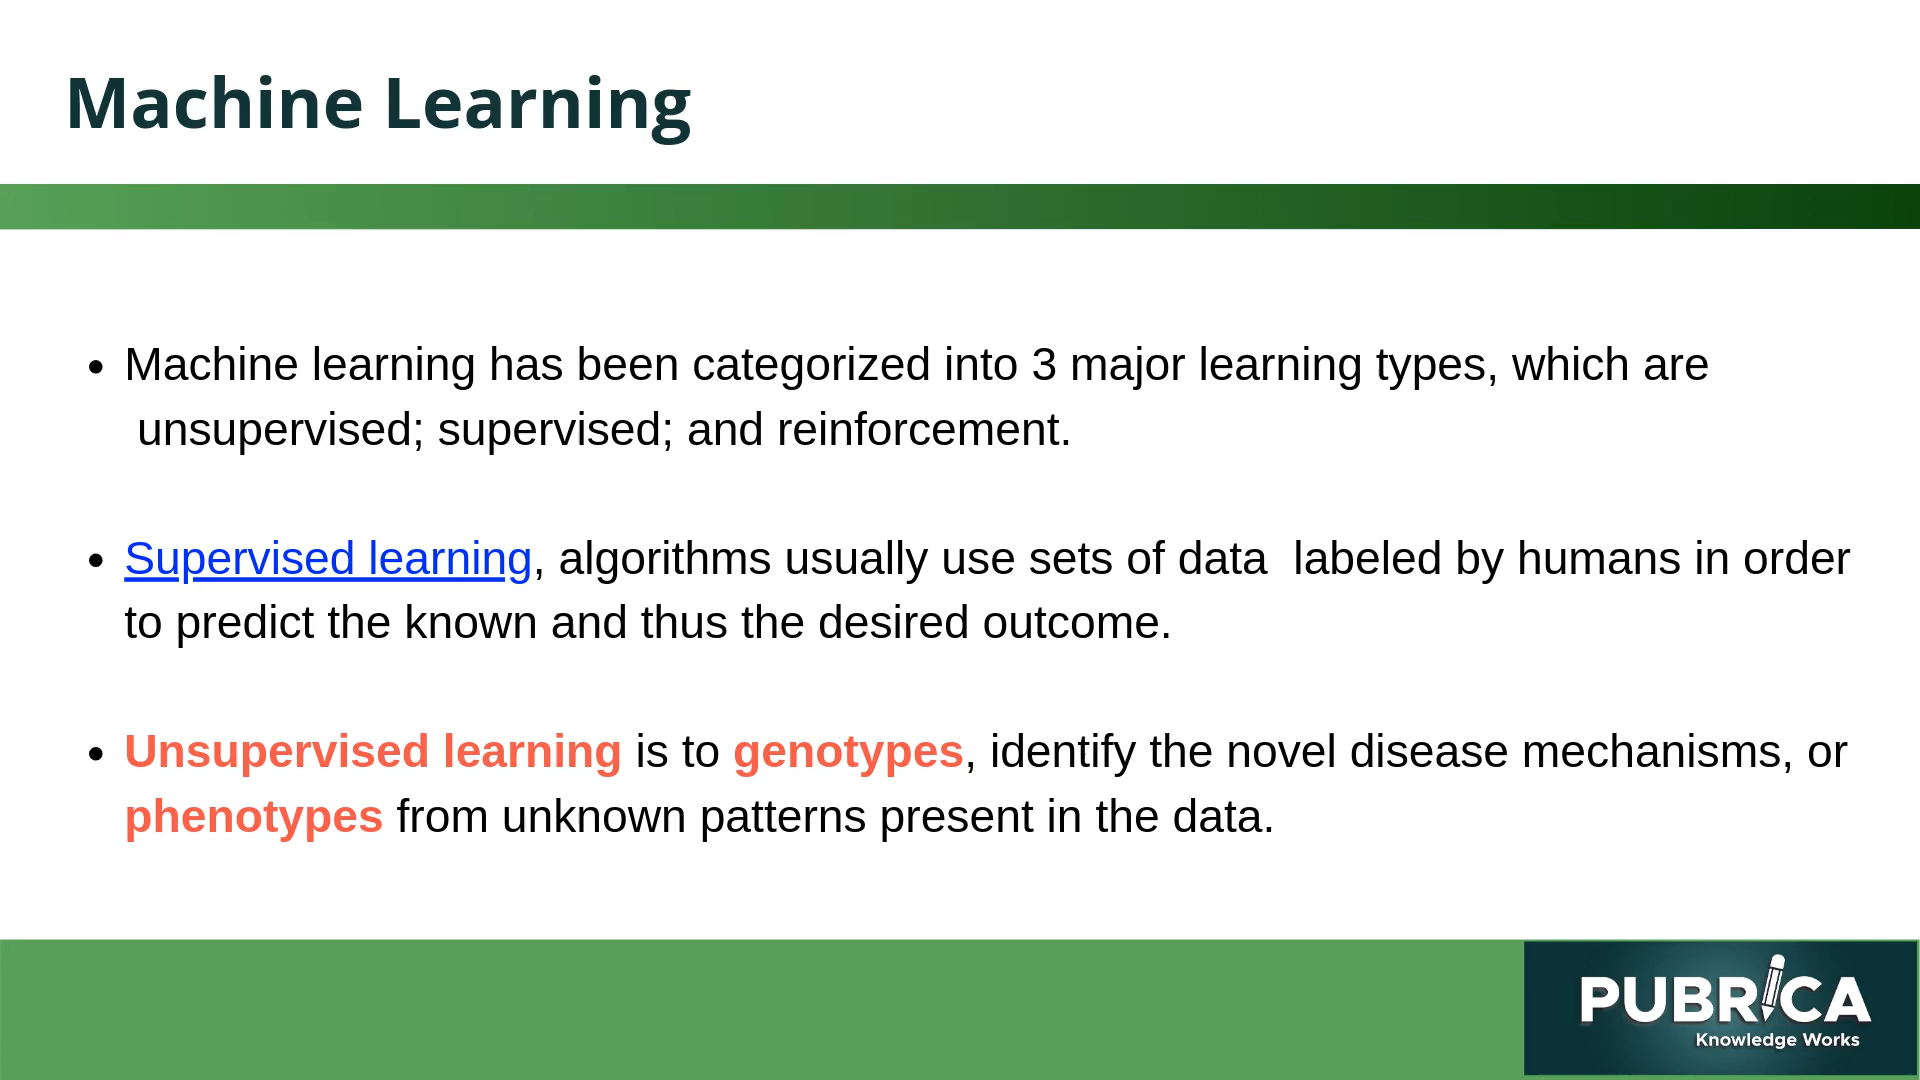 Machine Learning
• Machine learning has been categorized into 3 major learning types, which are
unsupervised; supervised; and reinforcement.
• Supervised learning, algorithms usually use sets of data  labeled by humans in order
to predict the known and thus the desired outcome.
• Unsupervised learning is to genotypes, identify the novel disease mechanisms, or
phenotypes from unknown patterns present in the data.
PUBRICA
Knowledge Works